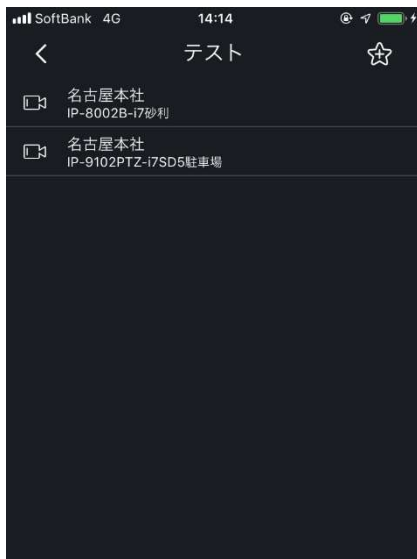 SoftBank 4G 14:14
テスト
名古屋本社
IP-8002B-i7砂利
名古屋本社
IP-9102PTZ-i7SD5駐車場